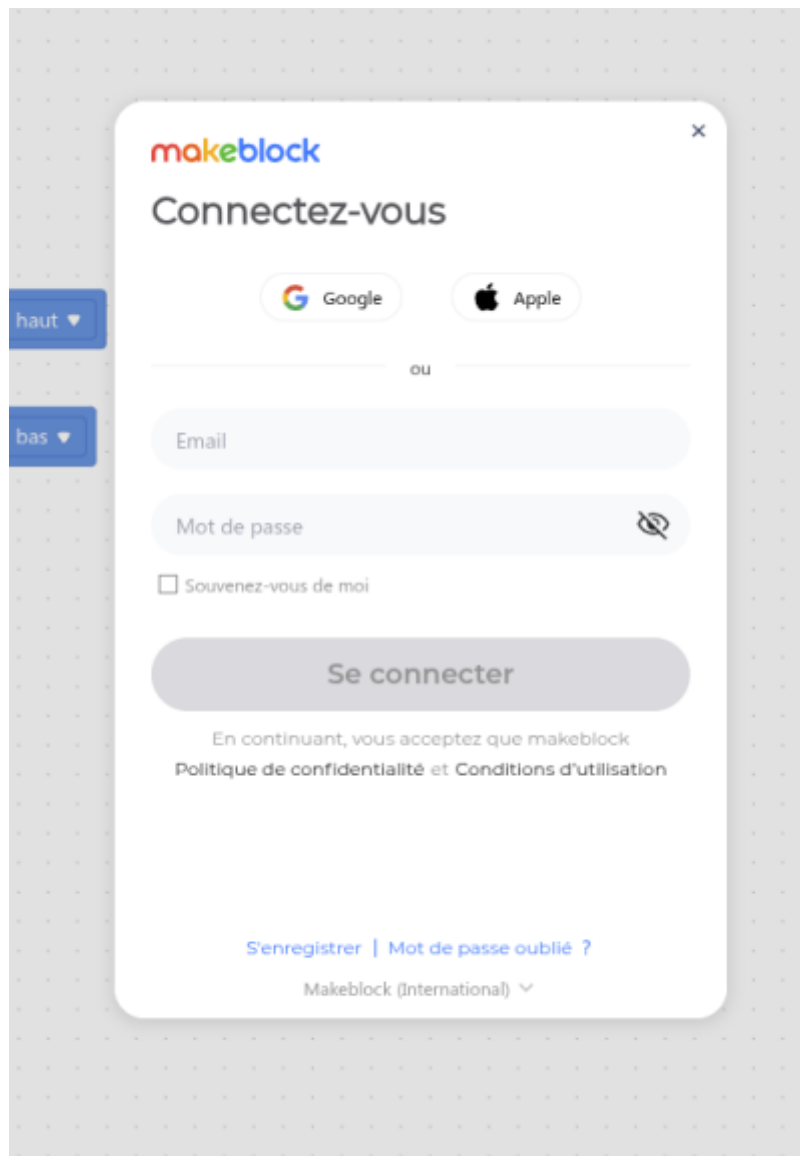 makeblock
Connectez-vous
Google
Apple
haut
ou
bas
Email
Mot de passe
Souvenez-vous de moi
Se connecter
En continuant, vous acceptez que makeblock
Politique de confidentialité et Conditions d'utilisation
S'enregistrer | Mot de passe oublié ?
Makeblock (International)